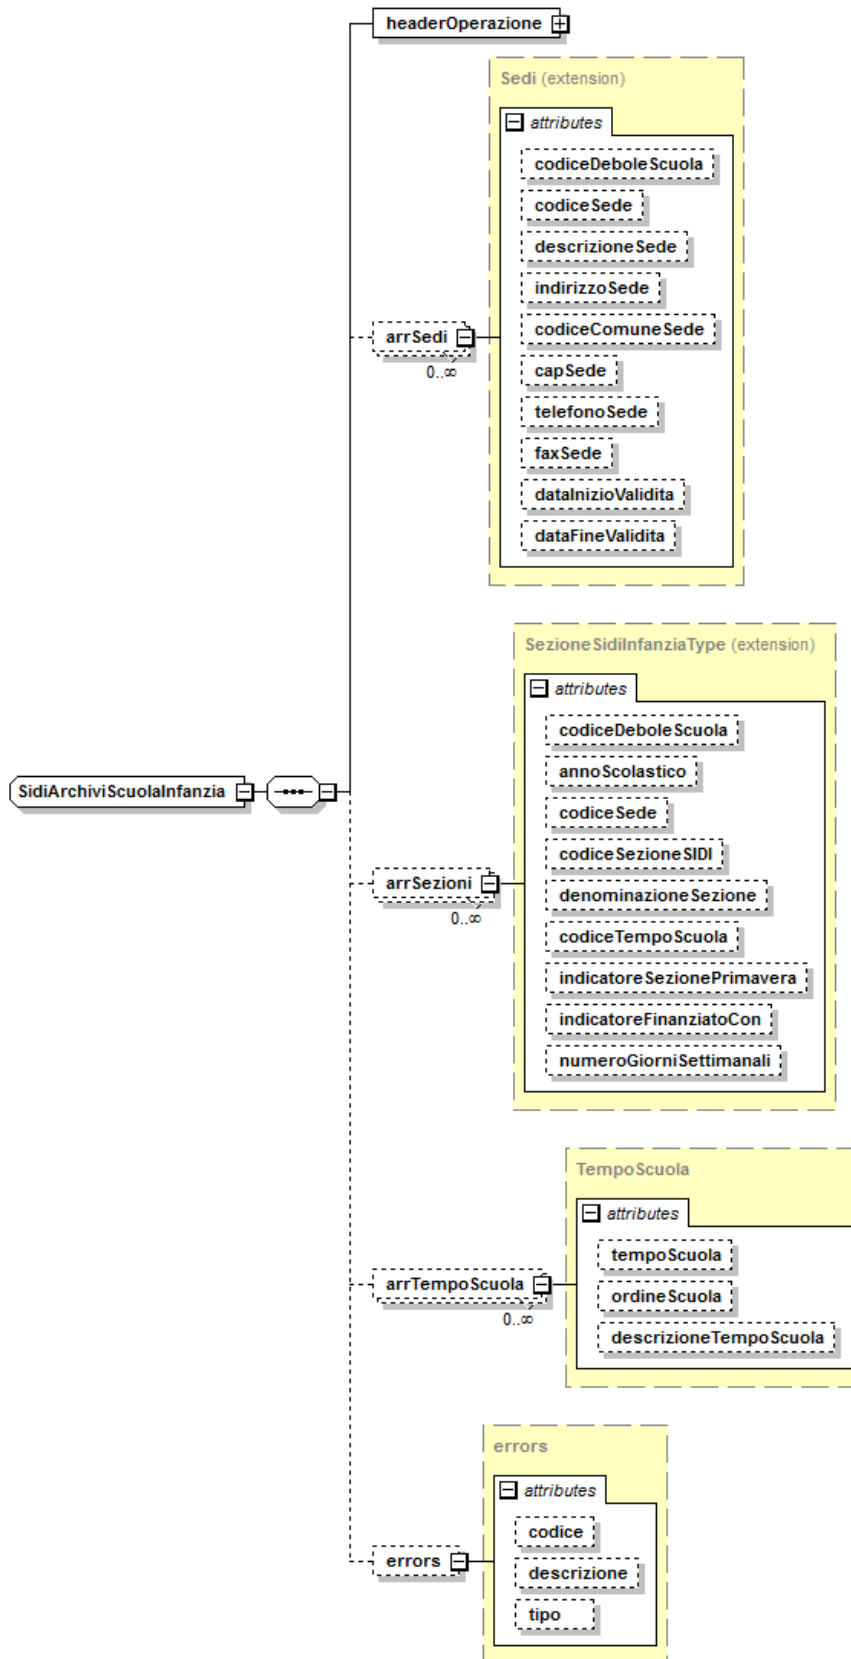 headerOperazione
Sedi (extension)
attributes
codiceDeboleScuola
codiceSede
descrizioneSede
indirizzoSede
arrSedi
codiceComuneSede
0..∞
capSede
telefonoSede
faxSede
dataInizioValidita
dataFineValidita
SezioneSidiInfanziaType (extension)
attributes
codiceDeboleScuola
annoScolastico
SidiArchiviScuolaInfanzia
codiceSede
codiceSezioneSIDI
arrSezioni
denominazioneSezione
0..∞
codiceTempoScuola
indicatoreSezionePrimavera
indicatoreFinanziatoCon
numeroGiorniSettimanali
TempoScuola
attributes
tempoScuola
arrTempoScuola
ordineScuola
0..∞
descrizioneTempoScuola
errors
attributes
codice
errors
descrizione
tipo